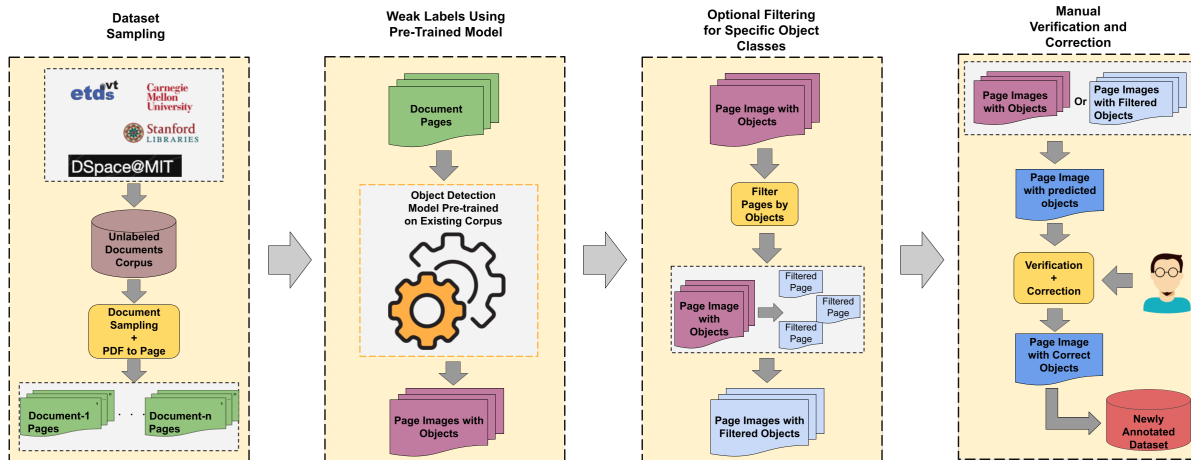 Dataset
Sampling
etds vt
Carnegie
Mellon
University
Stanford
LIBRARIES
DSpace@MIT
Unlabeled
Documents
Corpus
Document
Sampling
+
PDF to Page
Document-1
Pages
. . .
Document-n
Pages
Weak Labels Using
Pre-Trained Model
Document
Pages
Object Detection
Model Pre-trained
on Existing Corpus
Page Images with
Objects
Optional Filtering
for Specific Object
Classes
Page Image with
Objects
Filter
Pages by
Objects
Page Image
with
Objects
Filtered
Page
Filtered
Page
Filtered
Page
Page Images with
Filtered Objects
Manual
Verification and
Correction
Page Images
with Objects
Or
Page Images
with Filtered
Objects
Page Image
with predicted
objects
Verification
+
Correction
Page Image
with Correct
Objects
Newly
Annotated
Dataset